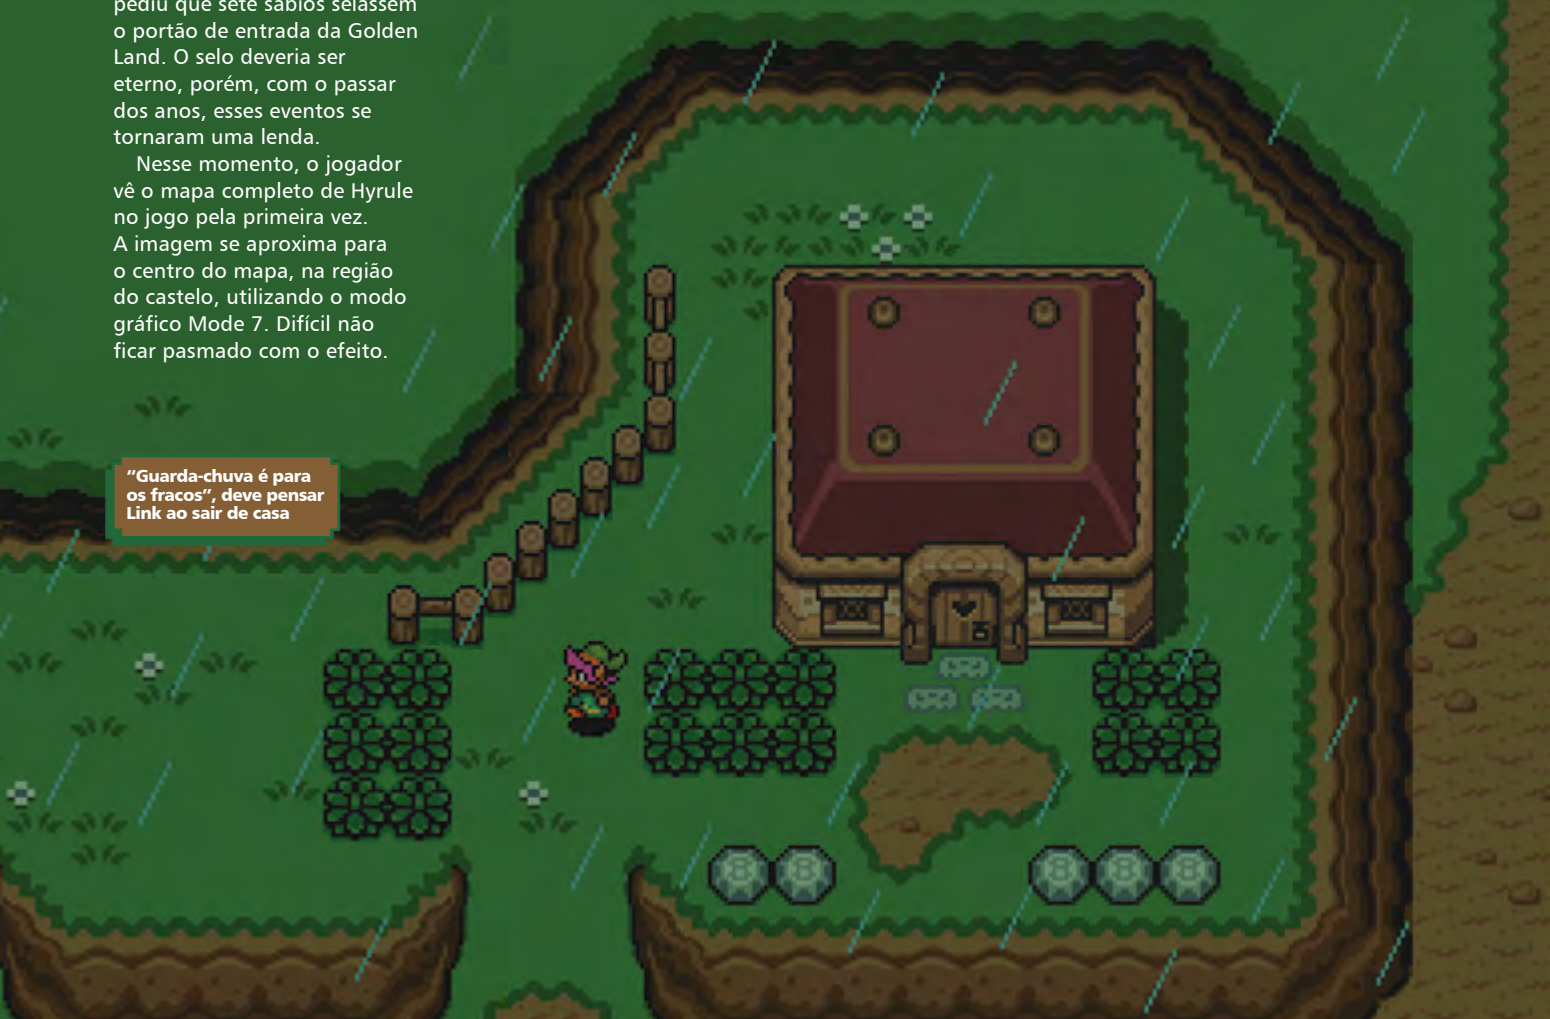 pediu que sete sábios selassem
o portão de entrada da Golden
Land. O selo deveria ser
eterno, porém, com o passar
dos anos, esses eventos se
tornaram uma lenda.
Nesse momento, o jogador
vê o mapa completo de Hyrule
no jogo pela primeira vez.
A imagem se aproxima para
o centro do mapa, na região
do castelo, utilizando o modo
gráfico Mode 7. Difícil não
ficar pasmado com o efeito.
“Guarda-chuva é para
os fracos”, deve pensar
Link ao sair de casa